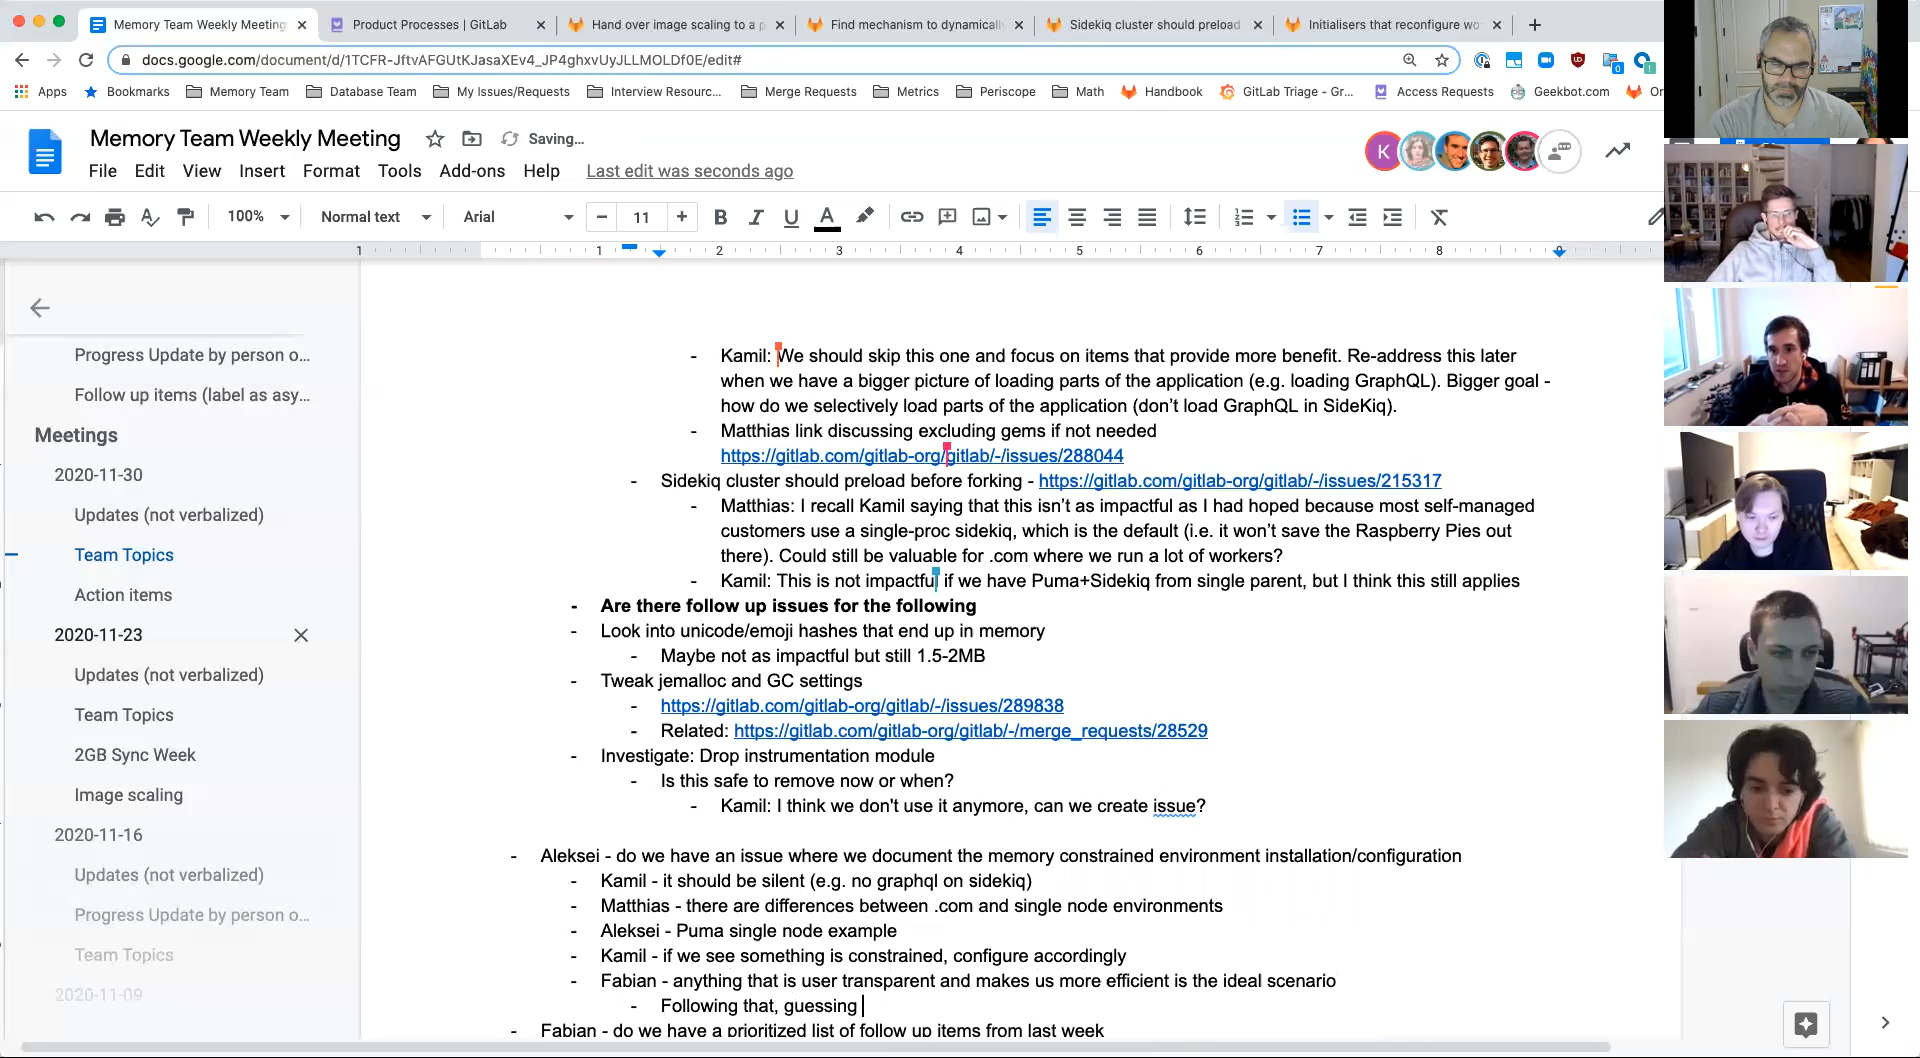 Memory Team Weekly Meeting
Product Processes | GitLab
Hand over image scaling to a p
Find mechanism to dynamicall
Sidekiq cluster should preload
Initialisers that reconfigure wo
docs.google.com/document/d/1TCFR-JftvAFGUtKJasaXEv4_JP4ghxvUyJLLMOLDf0E/edit#
Apps
Bookmarks
Memory Team
Database Team
My Issues/Requests
Interview Resourc...
Merge Requests
Metrics
Periscope
Math
Handbook
GitLab Triage - Gr...
Access Requests
Geekbot.com
Or
Memory Team Weekly Meeting
Saving...
K
File Edit View Insert Format Tools Add-ons Help Last edit was seconds ago
100% Normal text Arial 11
1 1 2 3 4 5 6 7 8 9
Progress Update by person o...
Follow up items (label as asy...
Meetings
2020-11-30
Updates (not verbalized)
Team Topics
Action items
2020-11-23
Updates (not verbalized)
Team Topics
2GB Sync Week
Image scaling
2020-11-16
Updates (not verbalized)
Progress Update by person o...
Team Topics
2020-11-09
- Kamil: We should skip this one and focus on items that provide more benefit. Re-address this later
when we have a bigger picture of loading parts of the application (e.g. loading GraphQL). Bigger goal -
how do we selectively load parts of the application (don't load GraphQL in SideKiq).
- Matthias link discussing excluding gems if not needed
https://gitlab.com/gitlab-org/gitlab/-/issues/288044
- Sidekiq cluster should preload before forking - https://gitlab.com/gitlab-org/gitlab/-/issues/215317
- Matthias: I recall Kamil saying that this isn't as impactful as I had hoped because most self-managed
customers use a single-proc sidekiq, which is the default (i.e. it won't save the Raspberry Pies out
there). Could still be valuable for .com where we run a lot of workers?
- Kamil: This is not impactful if we have Puma+Sidekiq from single parent, but I think this still applies
- Are there follow up issues for the following
- Look into unicode/emoji hashes that end up in memory
- Maybe not as impactful but still 1.5-2MB
- Tweak jemalloc and GC settings
- https://gitlab.com/gitlab-org/gitlab/-/issues/289838
- Related: https://gitlab.com/gitlab-org/gitlab/-/merge_requests/28529
- Investigate: Drop instrumentation module
- Is this safe to remove now or when?
- Kamil: I think we don't use it anymore, can we create issue?
- Aleksei - do we have an issue where we document the memory constrained environment installation/configuration
- Kamil - it should be silent (e.g. no graphql on sidekiq)
- Matthias - there are differences between .com and single node environments
- Aleksei - Puma single node example
- Kamil - if we see something is constrained, configure accordingly
- Fabian - anything that is user transparent and makes us more efficient is the ideal scenario
- Following that, guessing
- Fabian - do we have a prioritized list of follow up items from last week